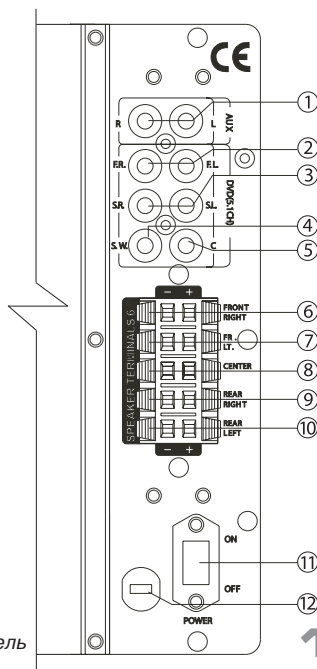 CE
R L AUX 1
F.R. F.L. 2
S.R. S.L. DVD(5.1CH) 3
4
S.W. C 5
− +
FRONT RIGHT 6
FR. LT. 7
CENTER 8
REAR RIGHT 9
REAR LEFT 10
SPEAKER TERMINALS 6
− +
ON
11
OFF
12
POWER